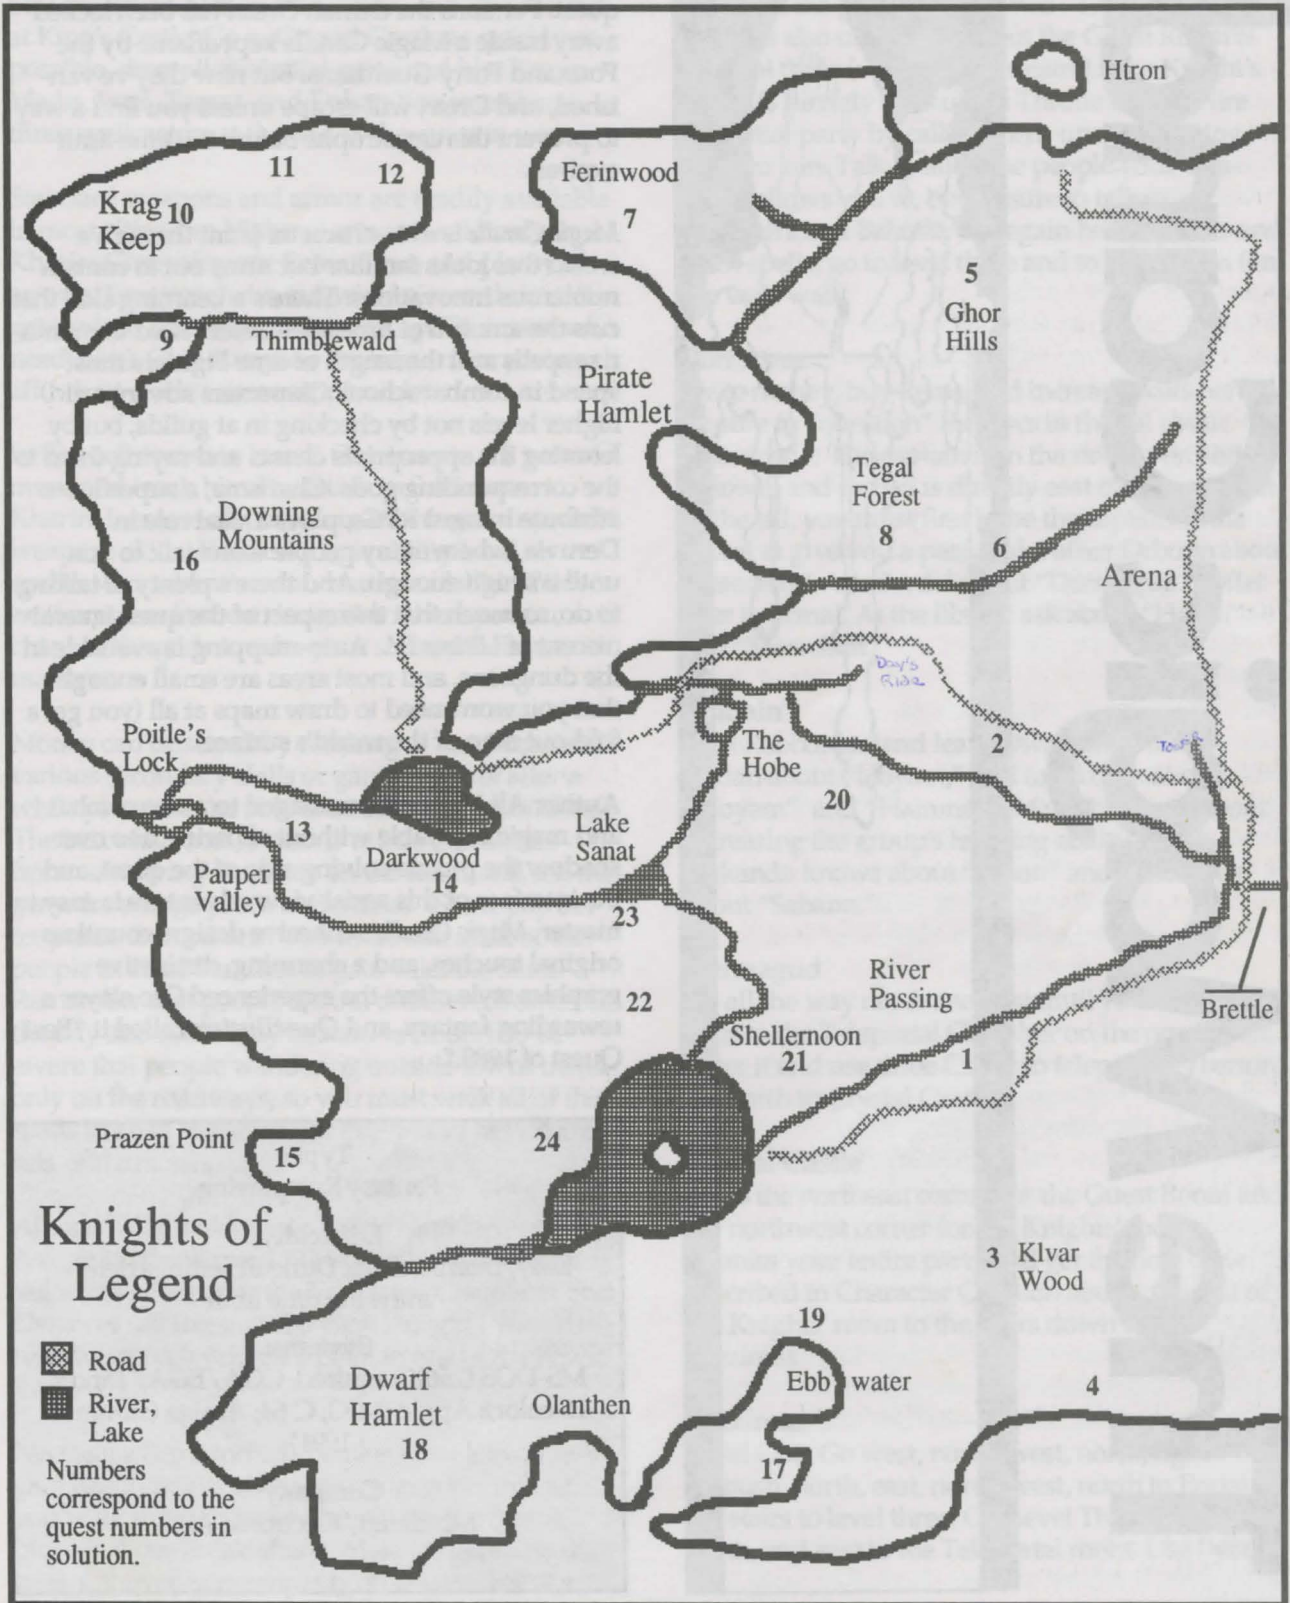 Htron
11
12
Ferinwood
7
Krag 10
Keep
5
Ghor
Hills
9
Thimblewald
Pirate
Hamlet
Tegal
Forest
8
6
Arena
Downing
Mountains
16
Day's
Ride
Poitle's
Lock
The
Hobe
2
Tower
20
13
Lake
Sanat
Darkwood
14
Pauper
Valley
23
River
Passing
22
Brettle
Shellernoon
21
Prazen Point
15
24
Knights of
Legend
3 Klvar
Wood
19
Road
River,
Lake
Dwarf
Hamlet
18
Olanthen
Ebb water
4
17
Numbers
correspond to the
quest numbers in
solution.